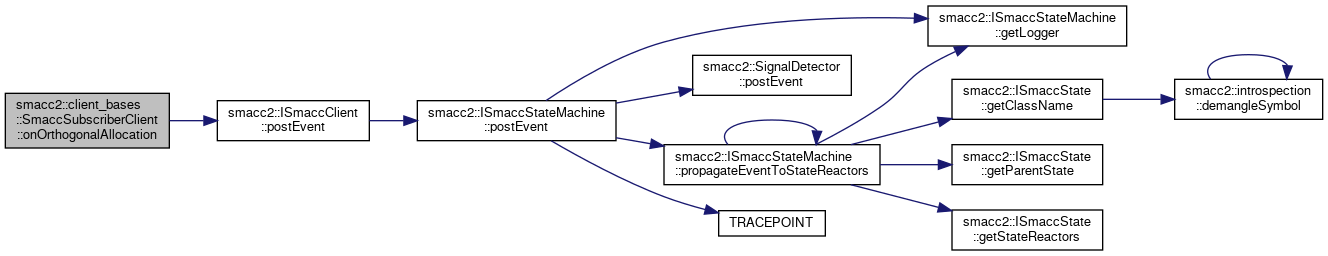 smacc2::client_bases
::SmaccSubscriberClient
::onOrthogonalAllocation
smacc2::ISmaccClient
::postEvent
smacc2::ISmaccStateMachine
::postEvent
smacc2::ISmaccStateMachine
::getLogger
smacc2::SignalDetector
::postEvent
smacc2::ISmaccStateMachine
::propagateEventToStateReactors
TRACEPOINT
smacc2::ISmaccState
::getClassName
smacc2::introspection
::demangleSymbol
smacc2::ISmaccState
::getParentState
smacc2::ISmaccState
::getStateReactors